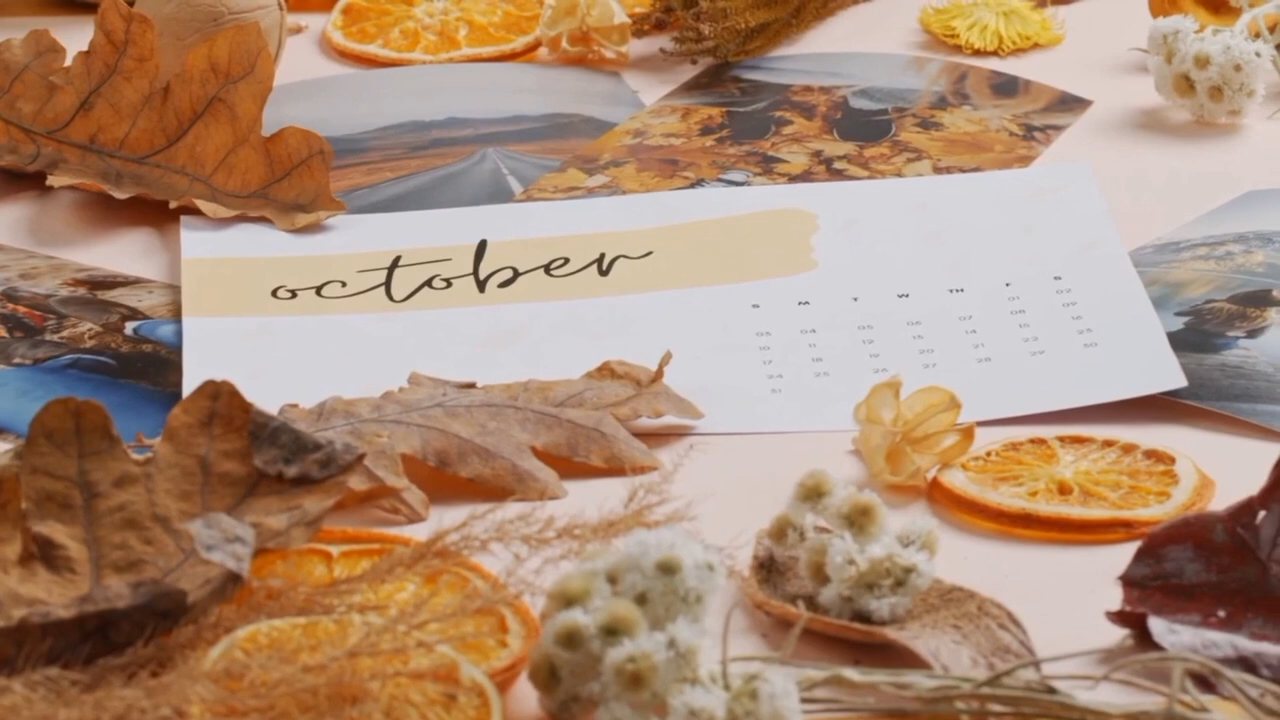 october
S M T W TH F S
01 02
03 04 05 06 07 08 09
10 11 12 13 14 15 16
17 18 19 20 21 22 23
24 25 26 27 28 29 30
31